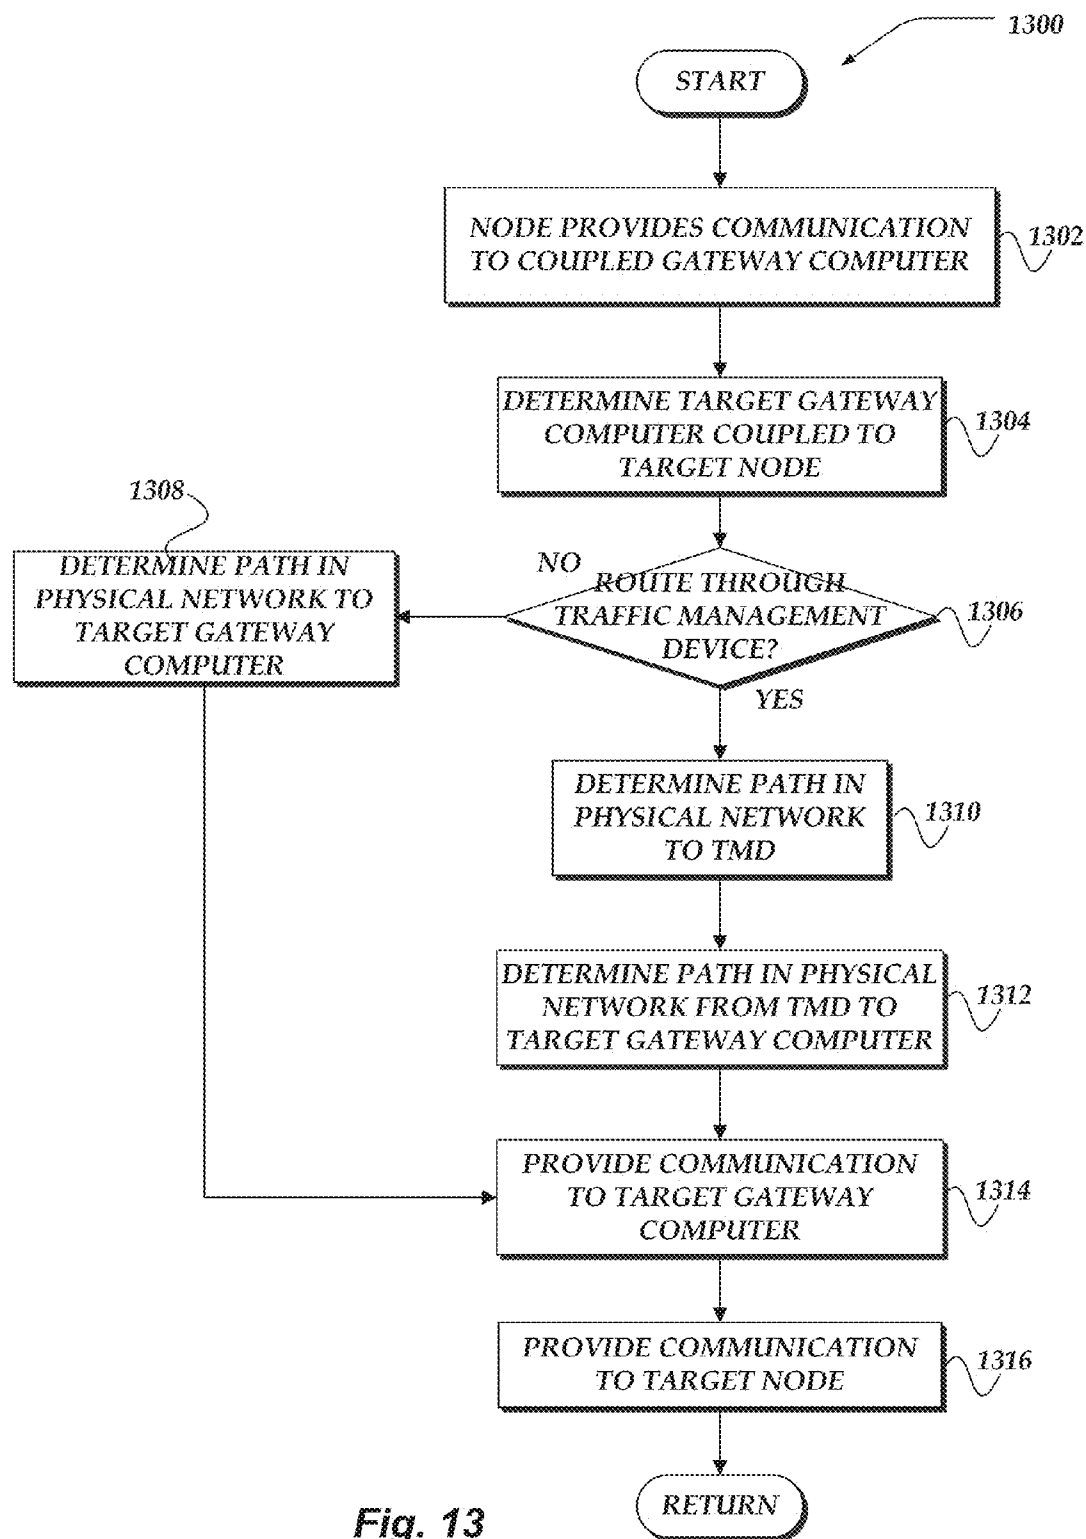 1300
START
NODE PROVIDES COMMUNICATION
TO COUPLED GATEWAY COMPUTER
1302
DETERMINE TARGET GATEWAY
COMPUTER COUPLED TO
TARGET NODE
1304
1308
DETERMINE PATH IN
PHYSICAL NETWORK TO
TARGET GATEWAY
COMPUTER
NO
ROUTE THROUGH
TRAFFIC MANAGEMENT
DEVICE?
1306
YES
DETERMINE PATH IN
PHYSICAL NETWORK
TO TMD
1310
DETERMINE PATH IN PHYSICAL
NETWORK FROM TMD TO
TARGET GATEWAY COMPUTER
1312
PROVIDE COMMUNICATION
TO TARGET GATEWAY
COMPUTER
1314
PROVIDE COMMUNICATION
TO TARGET NODE
1316
RETURN
Fig. 13